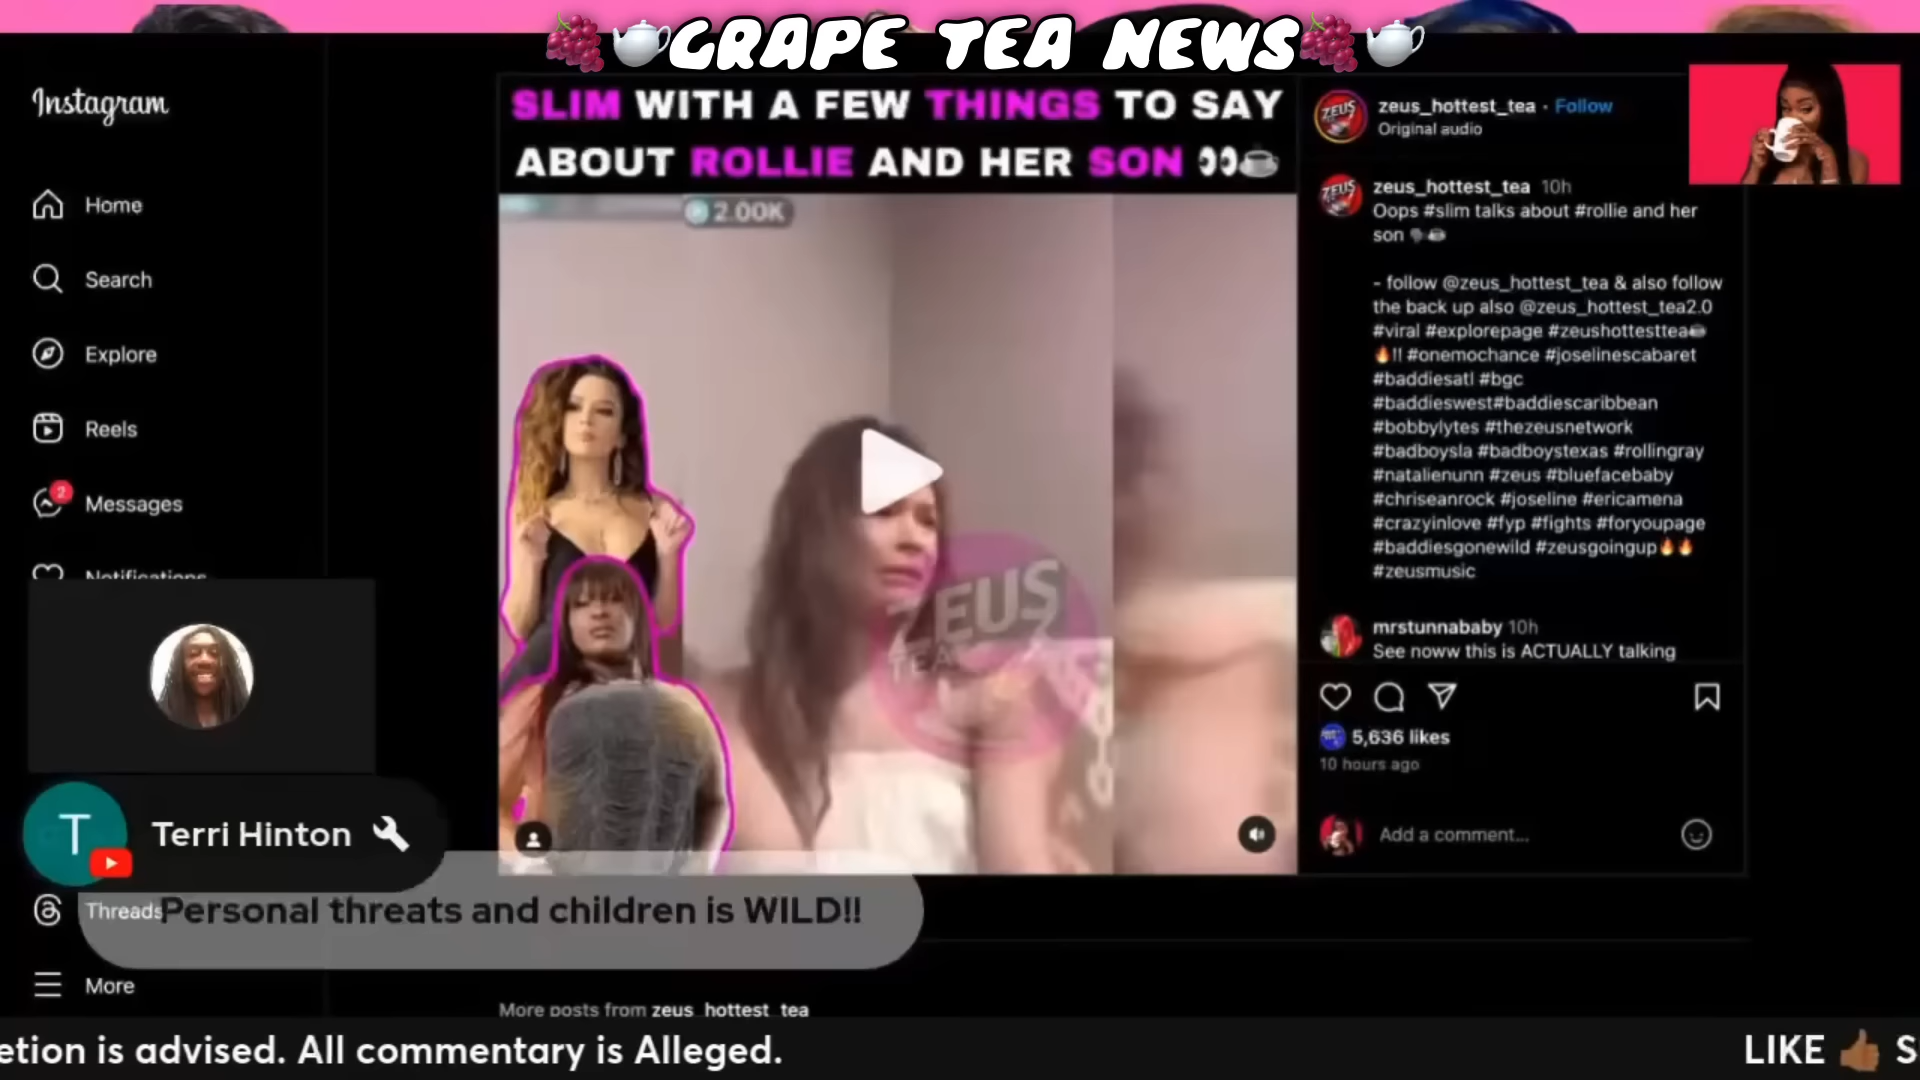 GRAPE TEA NEWS
Instagram
Home
Search
Explore
Reels
2
Messages
Notifications
Threads
More
SLIM WITH A FEW THINGS TO SAY
ABOUT ROLLIE AND HER SON 👀☕
2.00K
ZEUS
TEA
zeus_hottest_tea · Follow
Original audio
zeus_hottest_tea 10h
Oops #slim talks about #rollie and her
son 🗣☕
- follow @zeus_hottest_tea & also follow
the back up also @zeus_hottest_tea2.0
#viral #explorepage #zeushottesttea☕
🔥!! #onemochance #joselinescabaret
#baddiesatl #bgc
#baddieswest#baddiescaribbean
#bobbylytes #thezeusnetwork
#badboysla #badboystexas #rollingray
#natalienunn #zeus #bluefacebaby
#chriseanrock #joseline #ericamena
#crazyinlove #fyp #fights #foryoupage
#baddiesgonewild #zeusgoingup🔥🔥
#zeusmusic
mrstunnababy 10h
See noww this is ACTUALLY talking
5,636 likes
10 hours ago
Add a comment...
T
Terri Hinton
Personal threats and children is WILD!!
More posts from zeus_hottest_tea
etion is advised. All commentary is Alleged.
LIKE 👍🏾 S